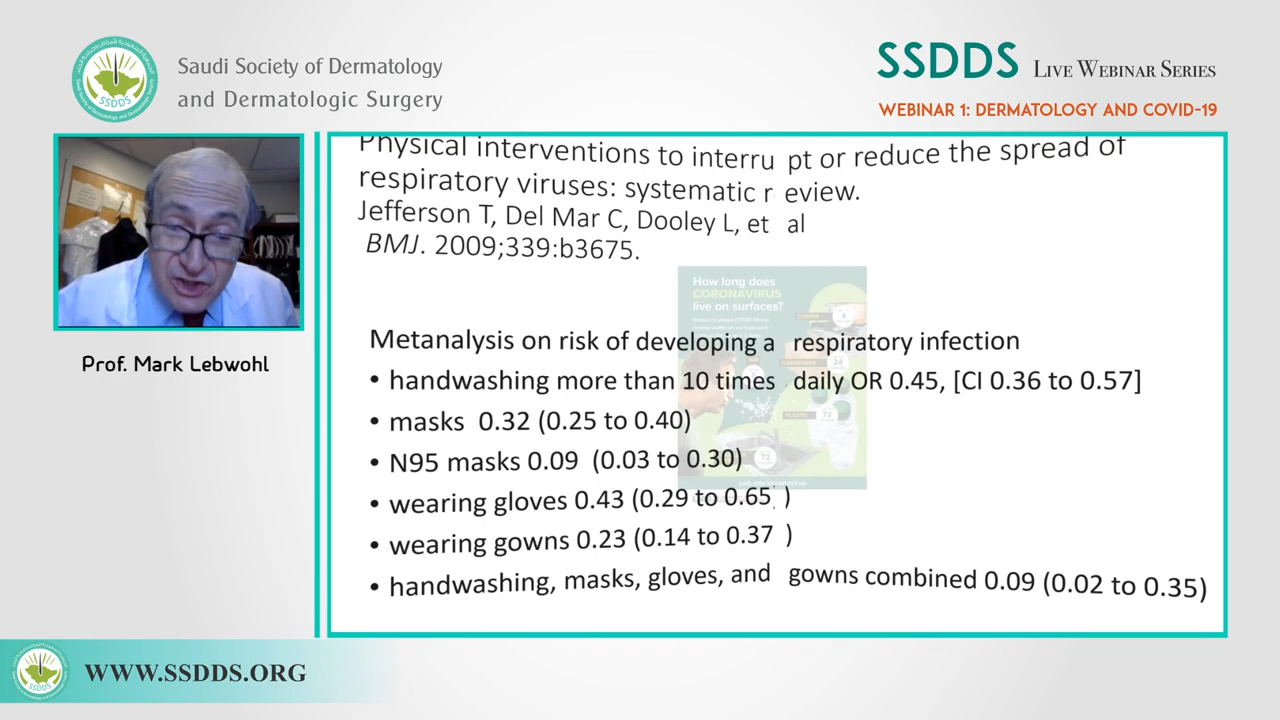 Saudi Society of Dermatology
and Dermatologic Surgery
SSDDS LIVE WEBINAR SERIES
WEBINAR 1: DERMATOLOGY AND COVID-19
SSDDS
Prof. Mark Lebwohl
Physical interventions to interrupt or reduce the spread of
respiratory viruses: systematic review.
Jefferson T, Del Mar C, Dooley L, et al
BMJ. 2009;339:b3675.
How long does
CORONAVIRUS
live on surfaces?
Metanalysis on risk of developing a respiratory infection
• handwashing more than 10 times daily OR 0.45, [CI 0.36 to 0.57]
• masks 0.32 (0.25 to 0.40)
• N95 masks 0.09 (0.03 to 0.30)
• wearing gloves 0.43 (0.29 to 0.65)
• wearing gowns 0.23 (0.14 to 0.37)
• handwashing, masks, gloves, and gowns combined 0.09 (0.02 to 0.35)
SSDDS
WWW.SSDDS.ORG